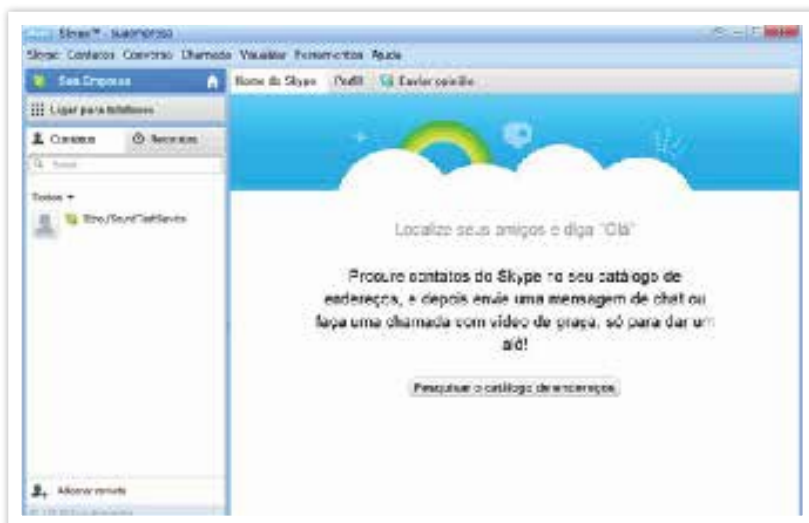 Skype™ - suaempresa
Skype Contatos Conversa Chamada Visualizar Ferramentas Ajuda
Sua Empresa
Home do Skype Perfil Enviar opinião
Ligar para telefones
Contatos Recentes
Todos
Echo / Sound Test Service
Localize seus amigos e diga "Olá"
Procure contatos do Skype no seu catálogo de
endereços, e depois envie uma mensagem de chat ou
faça uma chamada com vídeo de graça, só para dar um
alô!
Pesquisar o catálogo de endereços
Adicionar contato